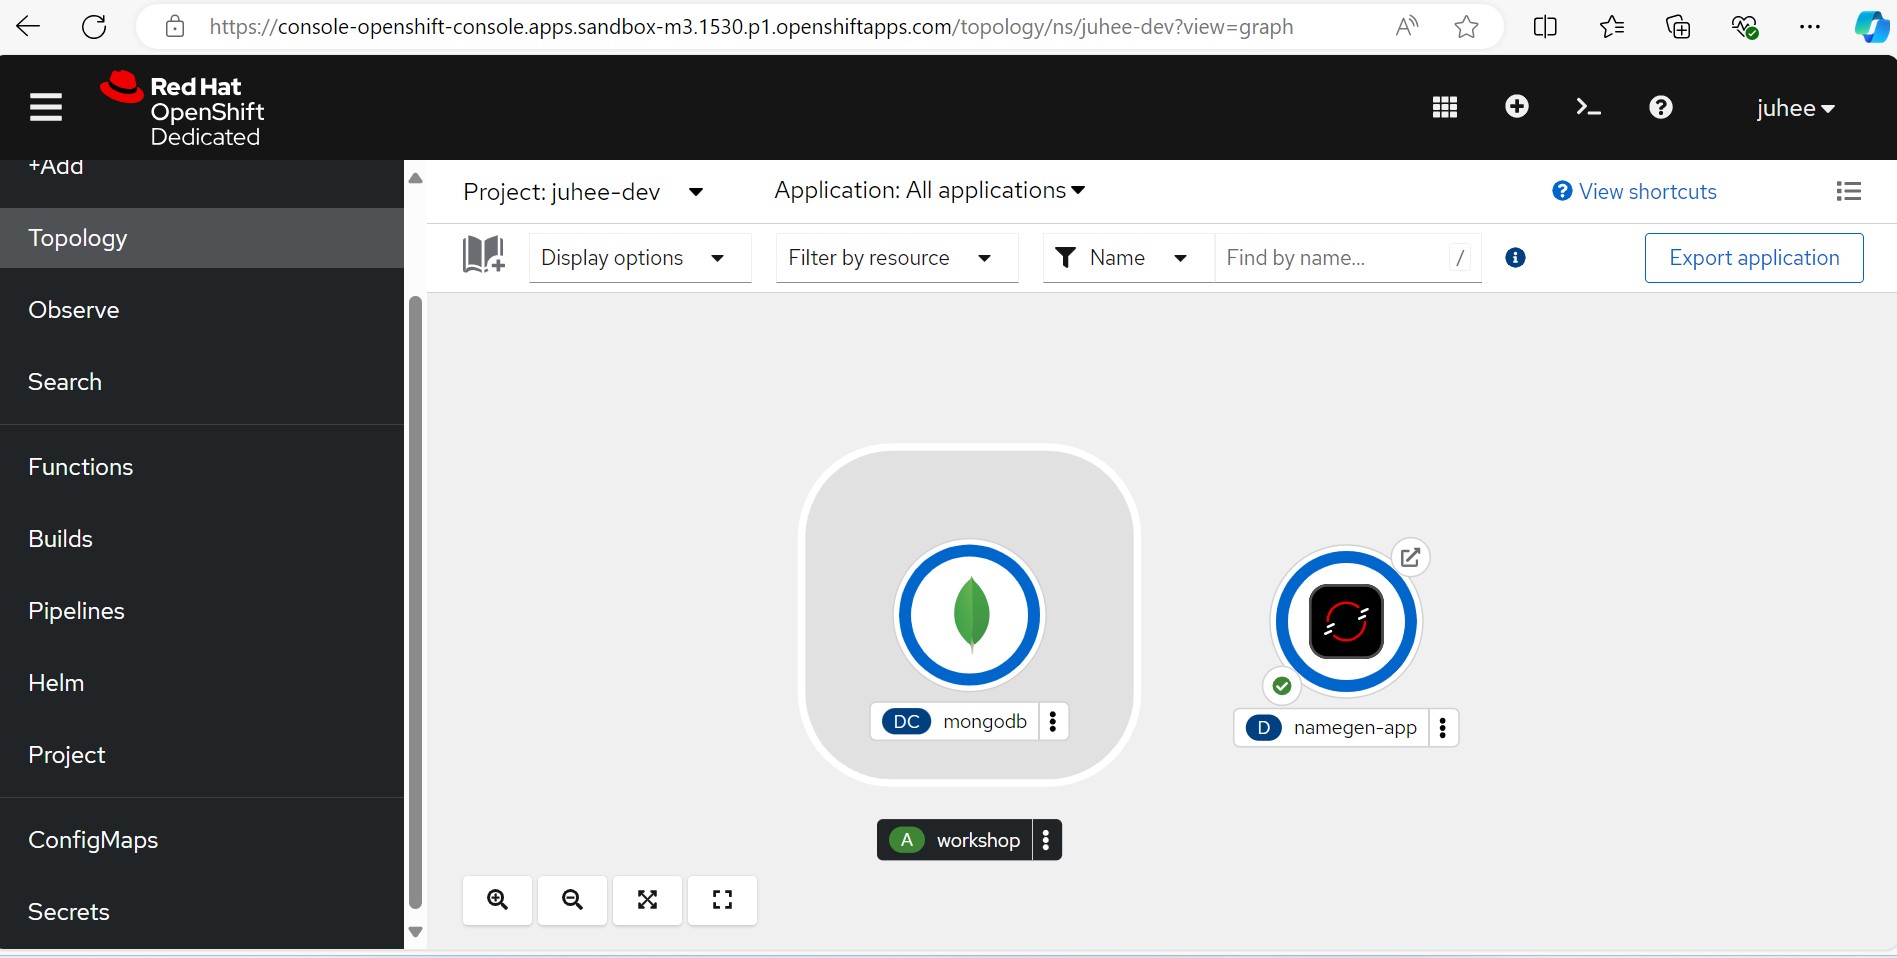 https://console-openshift-console.apps.sandbox-m3.1530.p1.openshiftapps.com/topology/ns/juhee-dev?view=graph
Red Hat
OpenShift
Dedicated
juhee
+Add
Topology
Observe
Search
Functions
Builds
Pipelines
Helm
Project
ConfigMaps
Secrets
Project: juhee-dev
Application: All applications
View shortcuts
Display options
Filter by resource
Name
Find by name...
/
Export application
DC mongodb
D namegen-app
A workshop